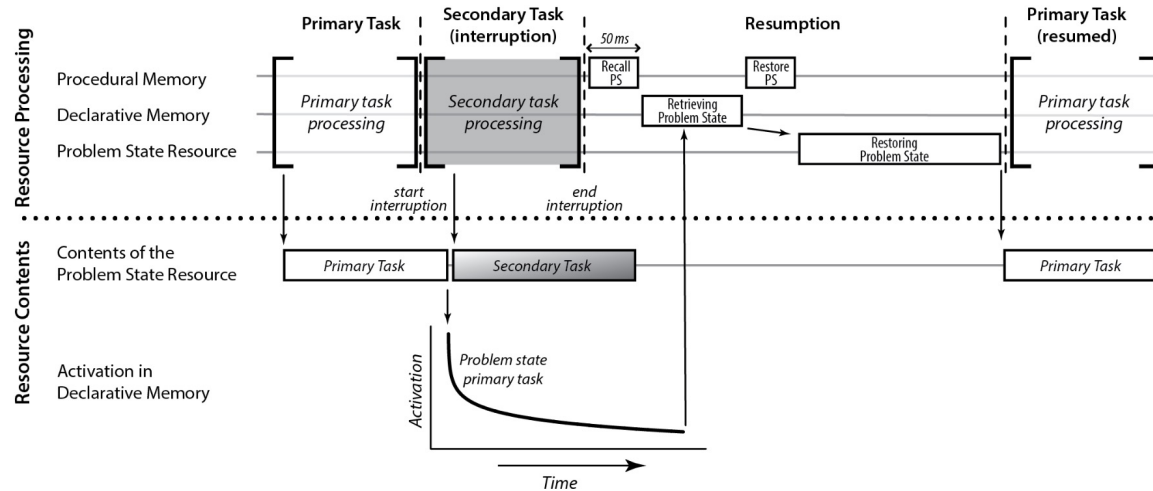 Primary Task
Secondary Task
(interruption)
Resumption
Primary Task
(resumed)
Resource Processing
50 ms
Procedural Memory
Recall
PS
Restore
PS
Declarative Memory
Primary task
processing
Secondary task
processing
Retrieving
Problem State
Primary task
processing
Problem State Resource
Restoring
Problem State
start
interruption
end
interruption
Resource Contents
Contents of the
Problem State Resource
Primary Task
Secondary Task
Primary Task
Activation in
Declarative Memory
Activation
Problem state
primary task
Time